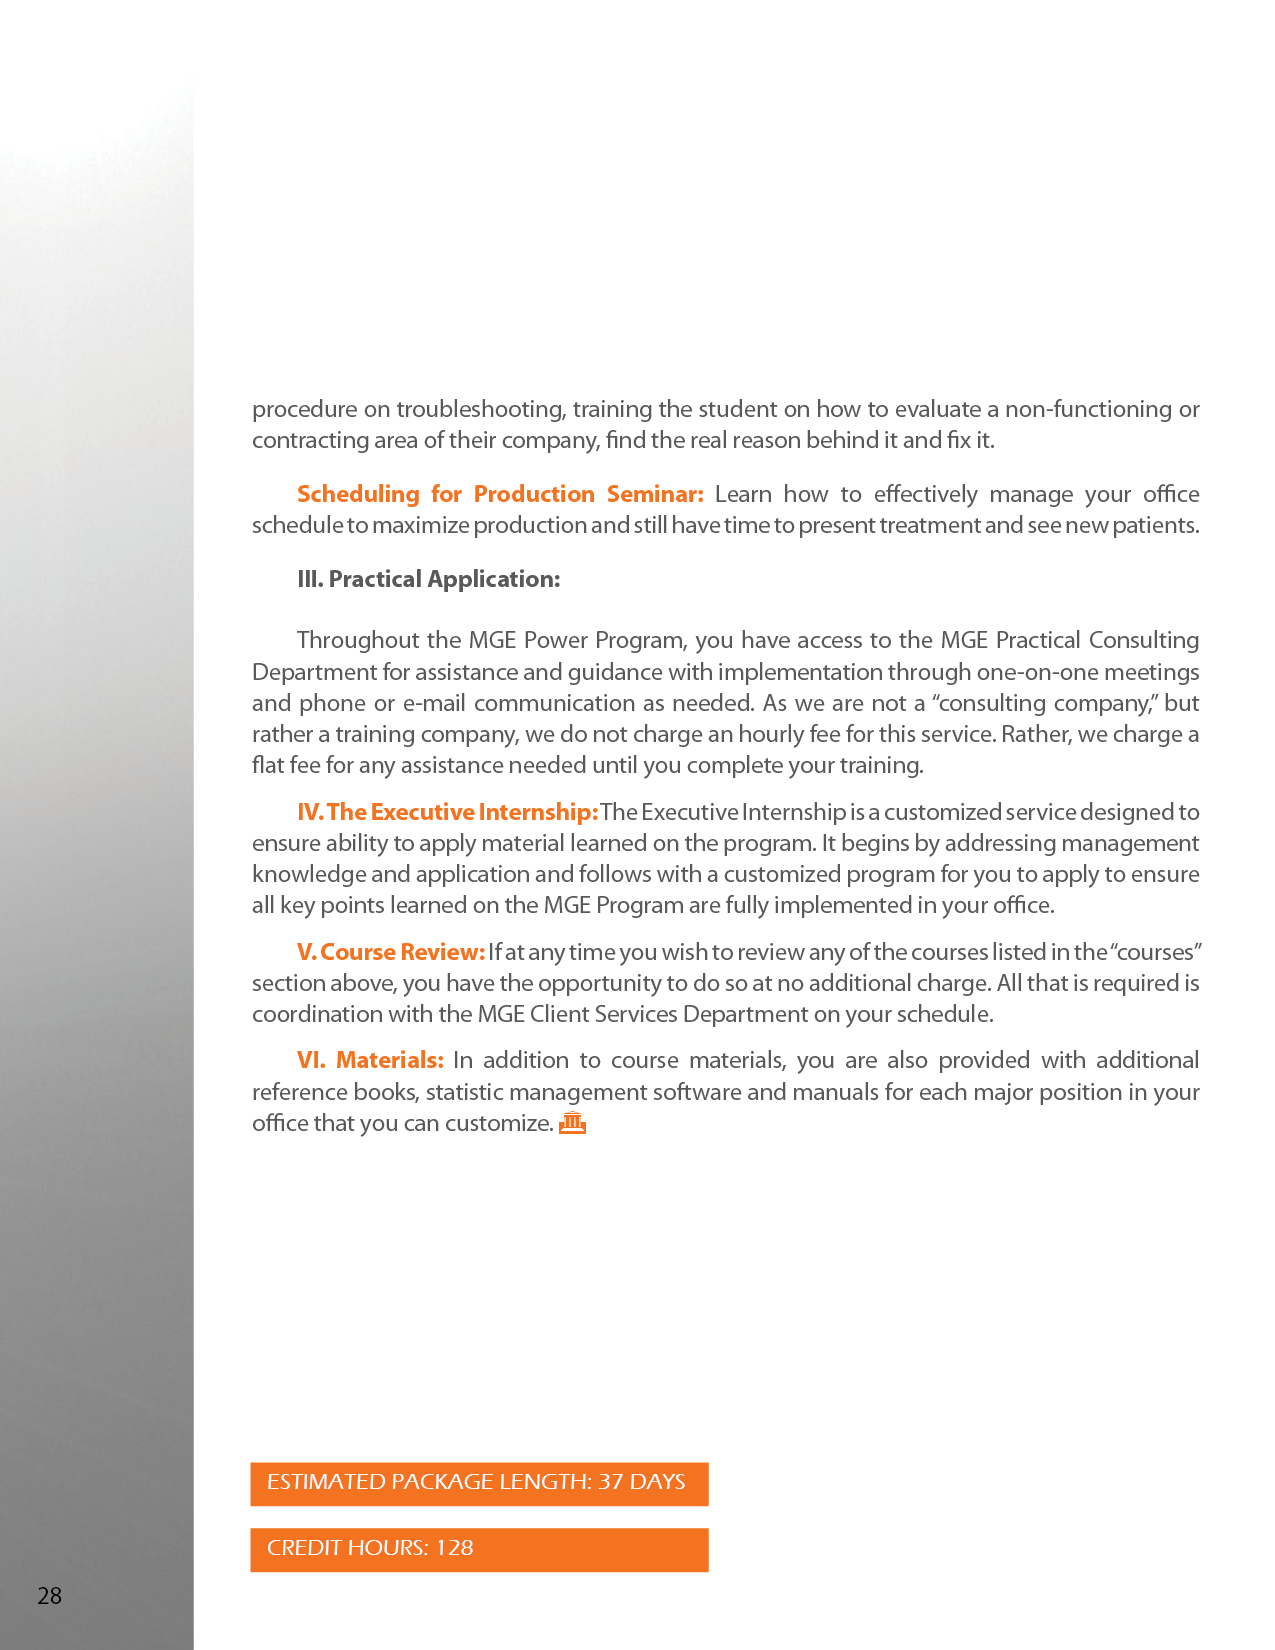 procedure on troubleshooting, training the student on how to evaluate a non-functioning or
contracting area of their company, find the real reason behind it and fix it.
Scheduling for Production Seminar: Learn how to effectively manage your office
schedule to maximize production and still have time to present treatment and see new patients.
III. Practical Application:
Throughout the MGE Power Program, you have access to the MGE Practical Consulting
Department for assistance and guidance with implementation through one-on-one meetings
and phone or e-mail communication as needed. As we are not a “consulting company,” but
rather a training company, we do not charge an hourly fee for this service. Rather, we charge a
flat fee for any assistance needed until you complete your training.
IV. The Executive Internship: The Executive Internship is a customized service designed to
ensure ability to apply material learned on the program. It begins by addressing management
knowledge and application and follows with a customized program for you to apply to ensure
all key points learned on the MGE Program are fully implemented in your office.
V. Course Review: If at any time you wish to review any of the courses listed in the “courses”
section above, you have the opportunity to do so at no additional charge. All that is required is
coordination with the MGE Client Services Department on your schedule.
VI. Materials: In addition to course materials, you are also provided with additional
reference books, statistic management software and manuals for each major position in your
office that you can customize.
ESTIMATED PACKAGE LENGTH: 37 DAYS
CREDIT HOURS: 128
28